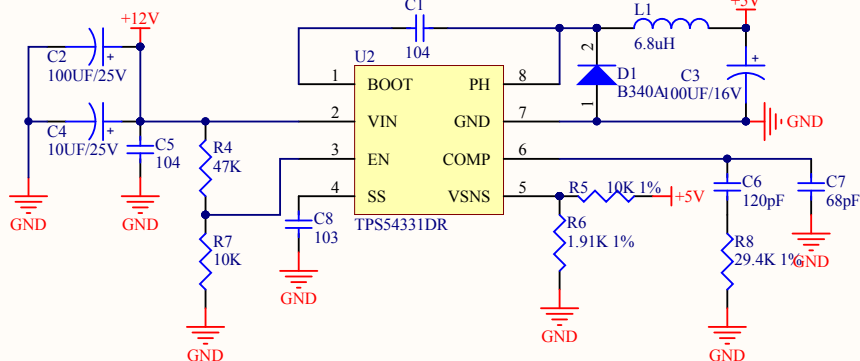 C1
104
+12V
+5V
L1
6.8uH
C2
100UF/25V
C4
10UF/25V
C5
104
R4
47K
R7
10K
GND
GND
GND
U2
1
BOOT
2
VIN
3
EN
4
SS
PH
8
GND
7
COMP
6
VSNS
5
TPS54331DR
C8
103
GND
2
D1
B340A
1
C3
100UF/16V
GND
R5
10K 1%
+5V
R6
1.91K 1%
GND
C6
120pF
C7
68pF
GND
R8
29.4K 1%
GND